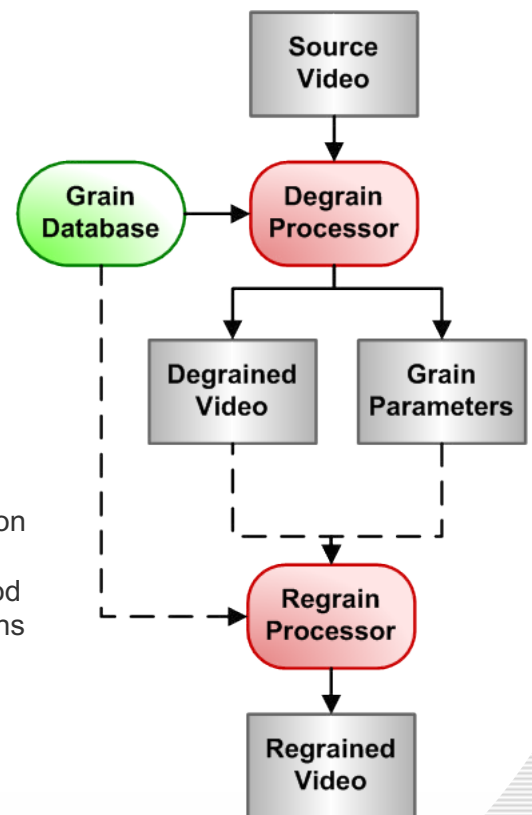 Source
Video
Grain
Database
Degrain
Processor
Degrained
Video
Grain
Parameters
Regrain
Processor
Regrained
Video